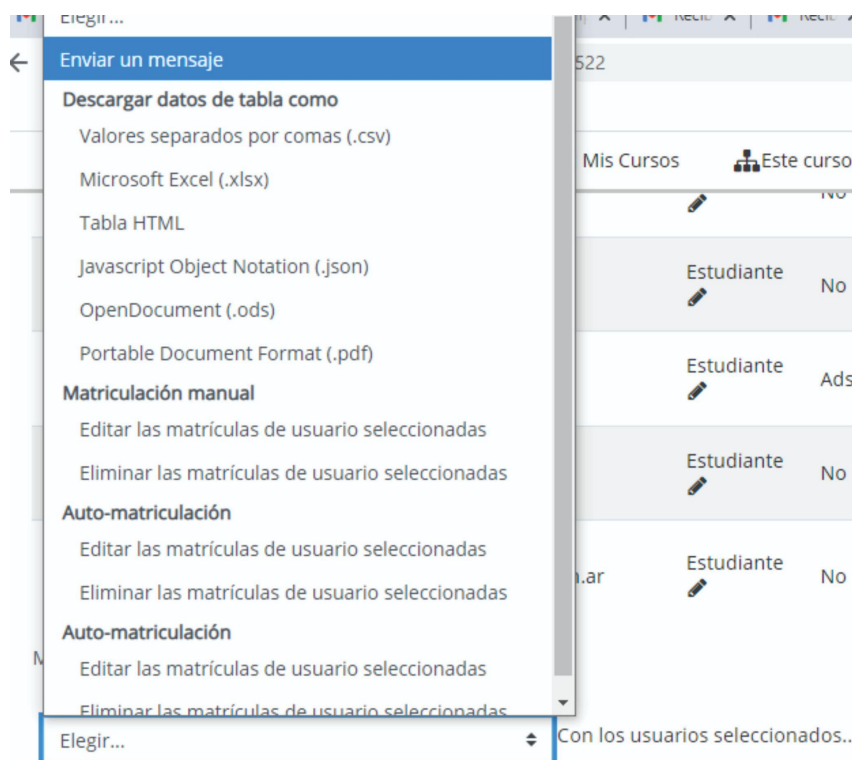 Elegir...
Enviar un mensaje
522
Descargar datos de tabla como
Valores separados por comas (.csv)
Microsoft Excel (.xlsx)
Mis Cursos
Este curso
Tabla HTML
No
Javascript Object Notation (.json)
Estudiante
No
OpenDocument (.ods)
Portable Document Format (.pdf)
Estudiante
Ads
Matriculación manual
Editar las matrículas de usuario seleccionadas
Eliminar las matrículas de usuario seleccionadas
Estudiante
No
Auto-matriculación
Editar las matrículas de usuario seleccionadas
Eliminar las matrículas de usuario seleccionadas
.ar
Estudiante
No
Auto-matriculación
Editar las matrículas de usuario seleccionadas
Eliminar las matrículas de usuario seleccionadas
Elegir...
Con los usuarios seleccionados..